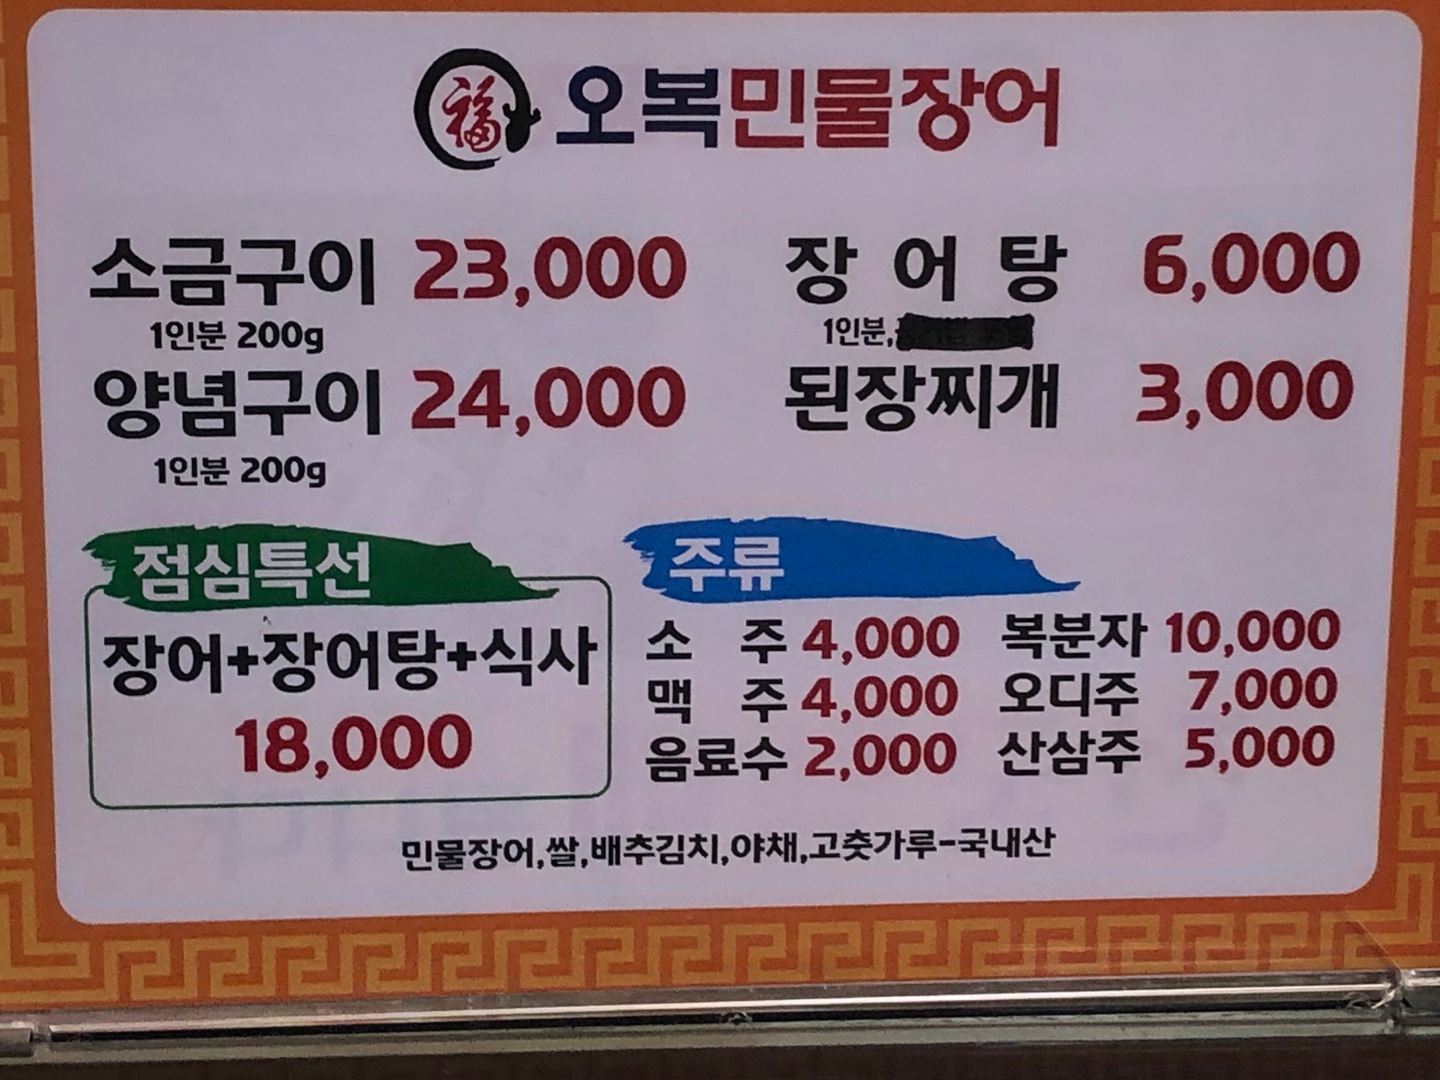 福 오복민물장어
소금구이 23,000
1인분 200g
양념구이 24,000
1인분 200g
장 어 탕 6,000
1인분,
된장찌개 3,000
점심특선
장어+장어탕+식사
18,000
주류
소 주 4,000 복분자 10,000
맥 주 4,000 오디주 7,000
음료수 2,000 산삼주 5,000
민물장어,쌀,배추김치,야채,고춧가루-국내산